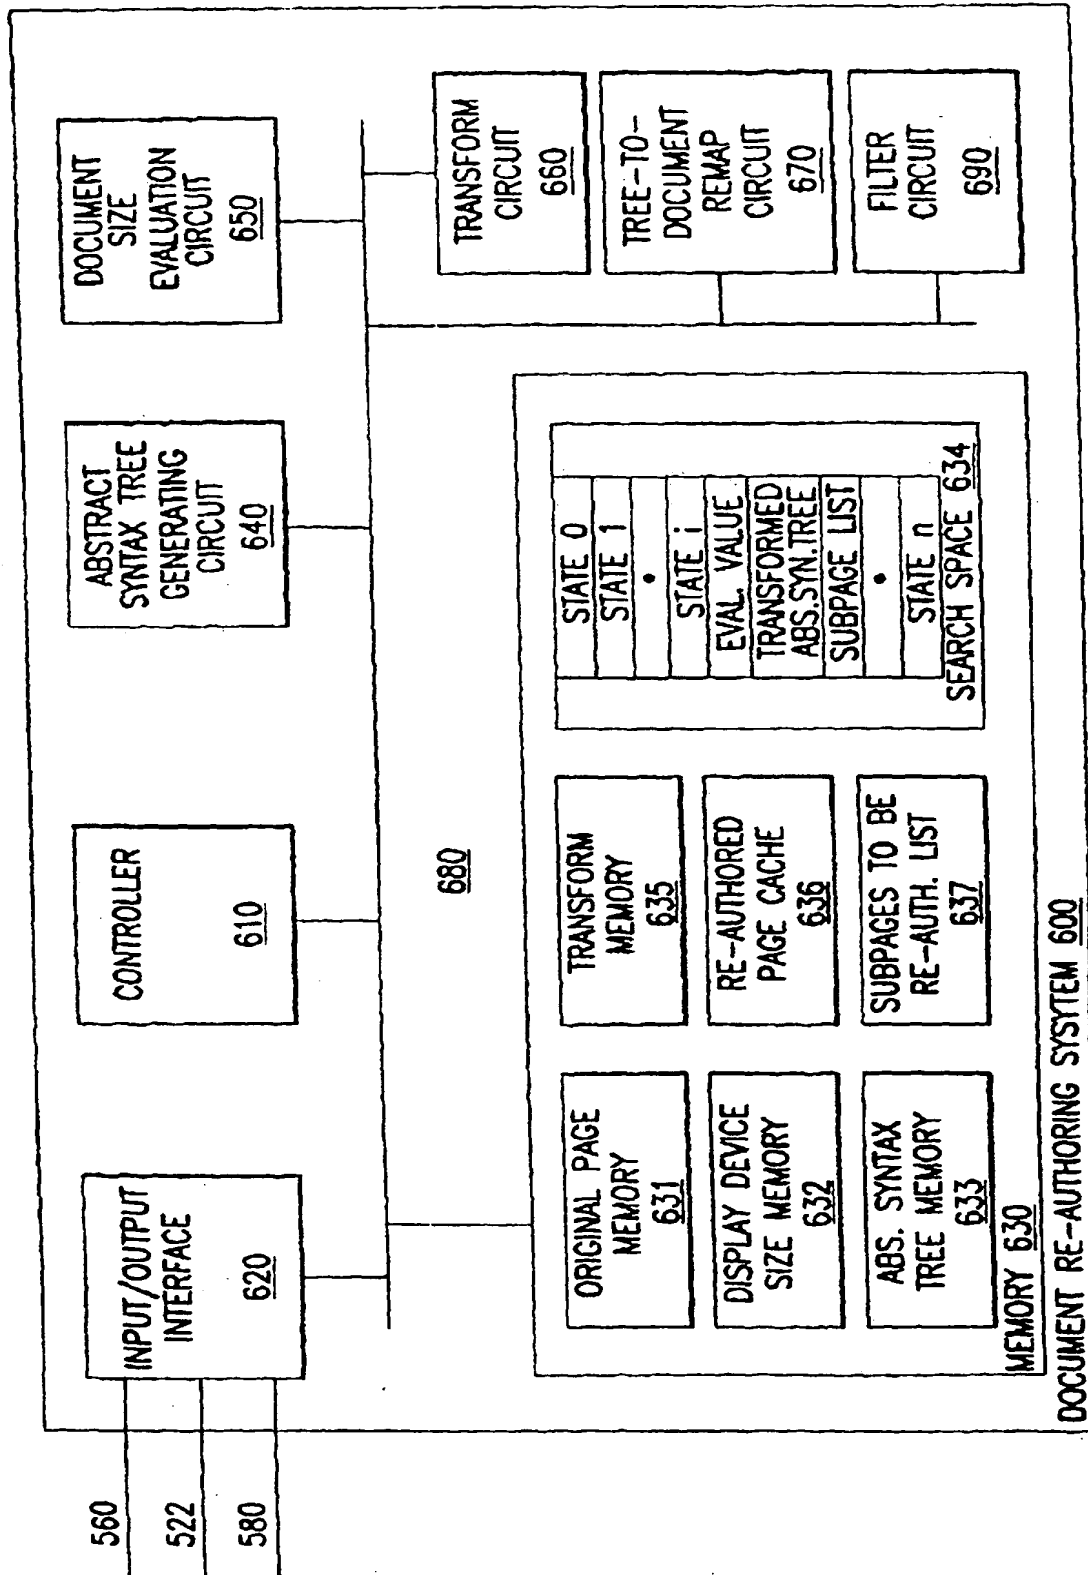 560
522
580
INPUT/OUTPUT
INTERFACE
620
CONTROLLER
610
ABSTRACT
SYNTAX TREE
GENERATING
CIRCUIT
640
DOCUMENT
SIZE
EVALUATION
CIRCUIT
650
680
TRANSFORM
CIRCUIT
660
TREE-TO-
DOCUMENT
REMAP
CIRCUIT
670
FILTER
CIRCUIT
690
ORIGINAL PAGE
MEMORY
631
DISPLAY DEVICE
SIZE MEMORY
632
ABS. SYNTAX
TREE MEMORY
633
TRANSFORM
MEMORY
635
RE-AUTHORED
PAGE CACHE
636
SUBPAGES TO BE
RE-AUTH. LIST
637
STATE 0
STATE 1
•
STATE i
EVAL. VALUE
TRANSFORMED
ABS.SYN.TREE
SUBPAGE LIST
•
STATE n
SEARCH SPACE 634
MEMORY 630
DOCUMENT RE-AUTHORING SYSYTEM 600